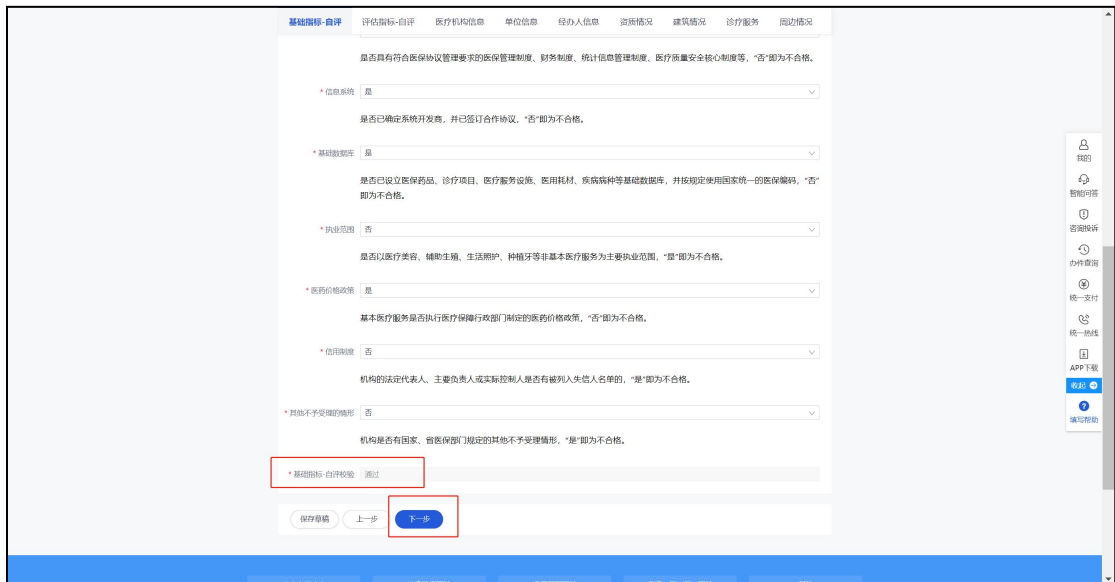 基础指标-自评 评估指标-自评 医疗机构信息 单位信息 经办人信息 资质情况 建筑情况 诊疗服务 周边情况
是否具有符合医保协议管理要求的医保管理制度、财务制度、统计信息管理制度、医疗质量安全核心制度等，“否”即为不合格。
* 信息系统 是
是否已确定系统开发商，并已签订合作协议，“否”即为不合格。
* 基础数据库 是
是否已设立医保药品、诊疗项目、医疗服务设施、医用耗材、疾病病种等基础数据库，并按规定使用国家统一的医保编码，“否”
即为不合格。
* 执业范围 否
是否以医疗美容、辅助生殖、生活照护、种植牙等非基本医疗服务为主要执业范围，“是”即为不合格。
* 医药价格政策 是
基本医疗服务是否执行医疗保障行政部门制定的医药价格政策，“否”即为不合格。
* 信用制度 否
机构的法定代表人、主要负责人或实际控制人是否有被列入失信人名单的，“是”即为不合格。
* 其他不予受理的情形 否
机构是否有国家、省医保部门规定的其他不予受理情形，“是”即为不合格。
* 基础指标-自评校验 通过
保存草稿 上一步 下一步
我的
智能问答
咨询投诉
办件查询
统一支付
统一热线
APP下载
收起
填写帮助